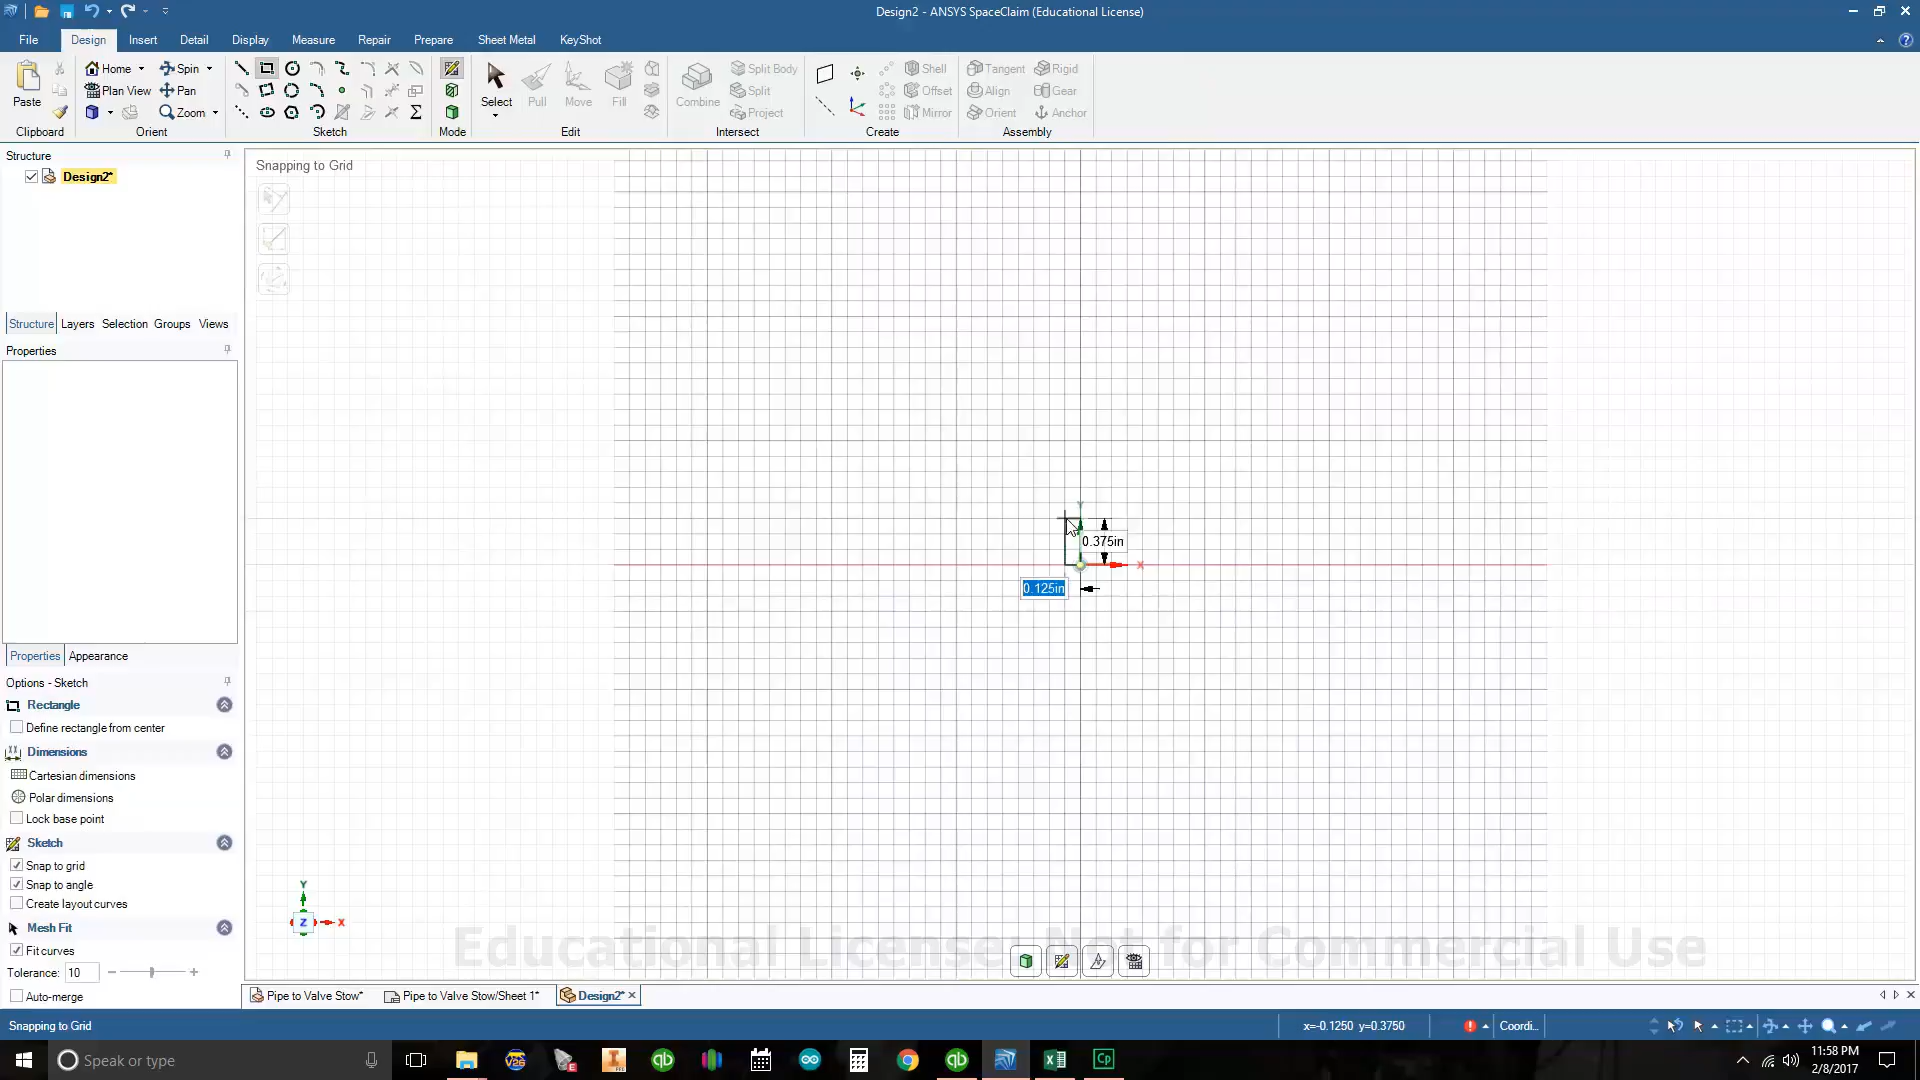 Design2 - ANSYS SpaceClaim (Educational License)
File Design Insert Detail Display Measure Repair Prepare Sheet Metal KeyShot
Home Spin Split Body Shell Tangent Rigid
Paste Plan View Pan Select Pull Move Fill Combine Split Offset Align Gear
Zoom Project Mirror Orient Anchor
Clipboard Orient Sketch Mode Edit Intersect Create Assembly
Structure
Design2*
Snapping to Grid
Structure Layers Selection Groups Views
Properties
Y
0.375in
X
0.125in
Properties Appearance
Options - Sketch
Rectangle
Define rectangle from center
Dimensions
Cartesian dimensions
Polar dimensions
Lock base point
Sketch
Snap to grid
Snap to angle
Create layout curves
Mesh Fit
Fit curves
Tolerance: 10
Auto-merge
Y
Z X
Educational License. Not for Commercial Use
Pipe to Valve Stow* Pipe to Valve Stow/Sheet 1* Design2*
Snapping to Grid x=-0.1250 y=0.3750 Coordi...
Speak or type
11:58 PM
2/8/2017